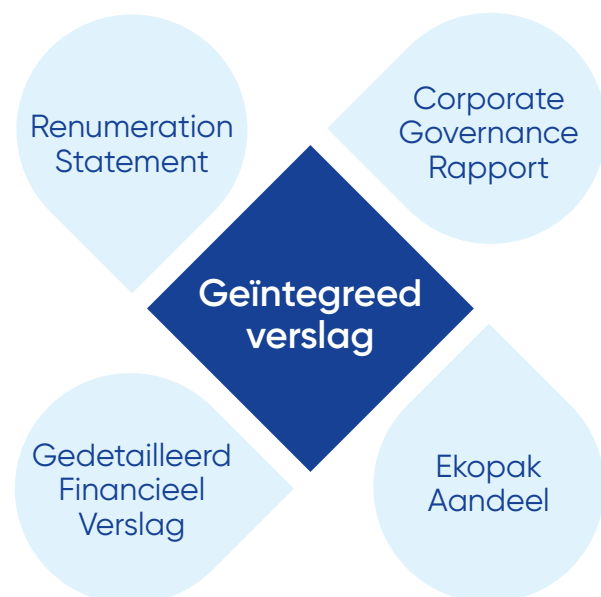 Renumeration
Statement
Corporate
Governance
Rapport
Geïntegreed
verslag
Gedetailleerd
Financieel
Verslag
Ekopak
Aandeel